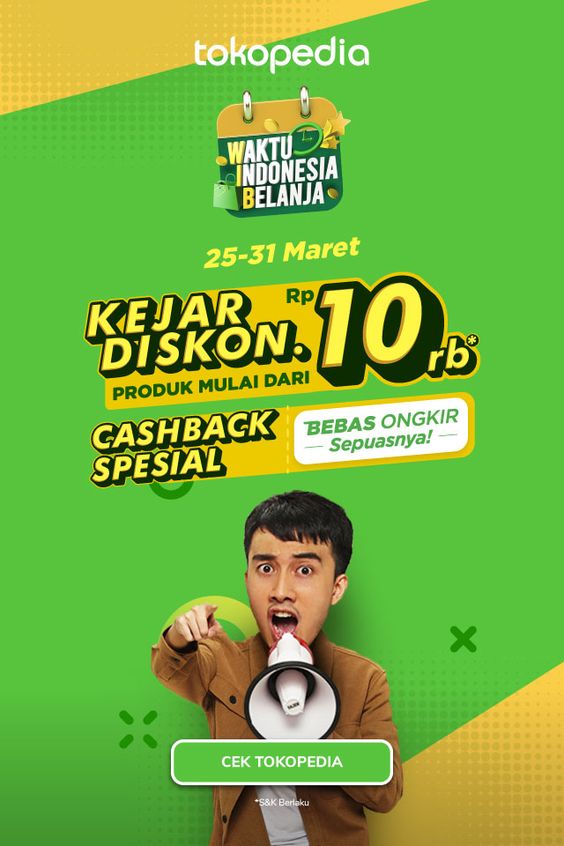 tokopedia
WAKTU
INDONESIA
BELANJA
25-31 Maret
KEJAR
DISKON.
PRODUK MULAI DARI
Rp 10 rb*
CASHBACK
SPESIAL
BEBAS ONGKIR
Sepuasnya!
CEK TOKOPEDIA
*S&K Berlaku